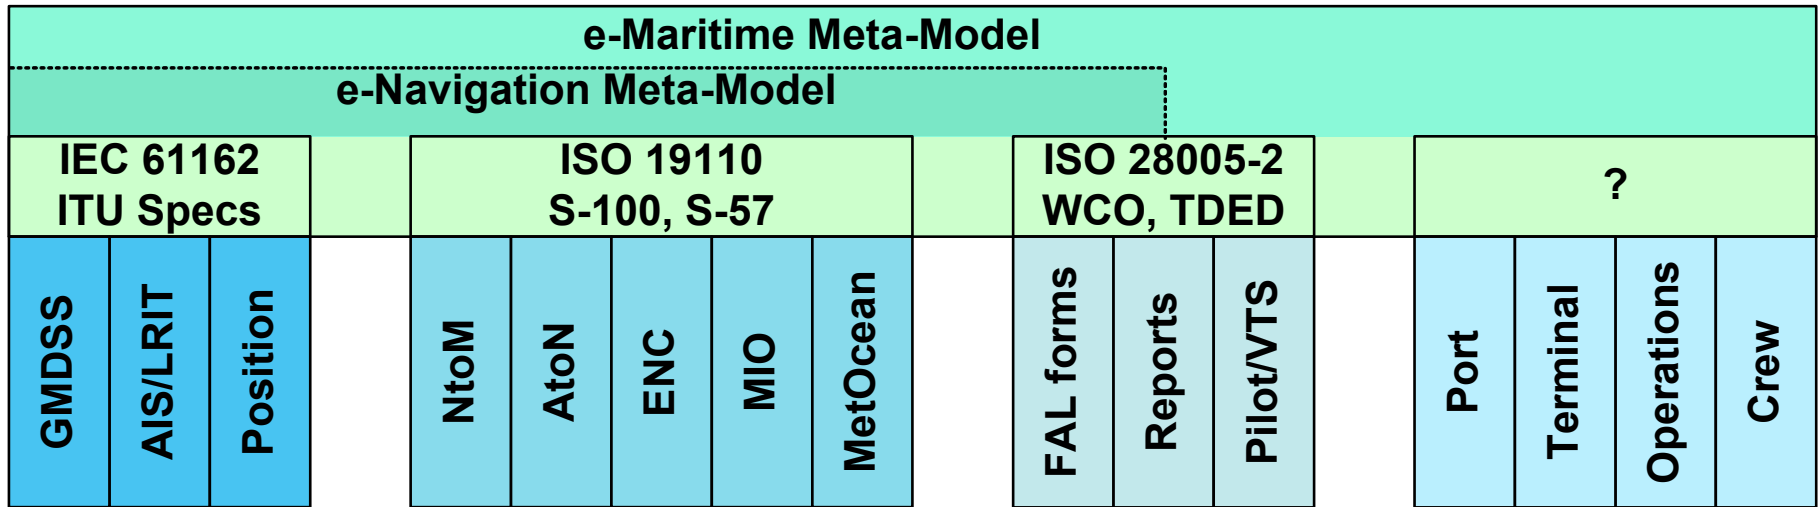 e-Maritime Meta-Model
e-Navigation Meta-Model
IEC 61162
ITU Specs
ISO 19110
S-100, S-57
ISO 28005-2
WCO, TDED
?
GMDSS
AIS/LRIT
Position
NtoM
AtoN
ENC
MIO
MetOcean
FAL forms
Reports
Pilot/VTS
Port
Terminal
Operations
Crew